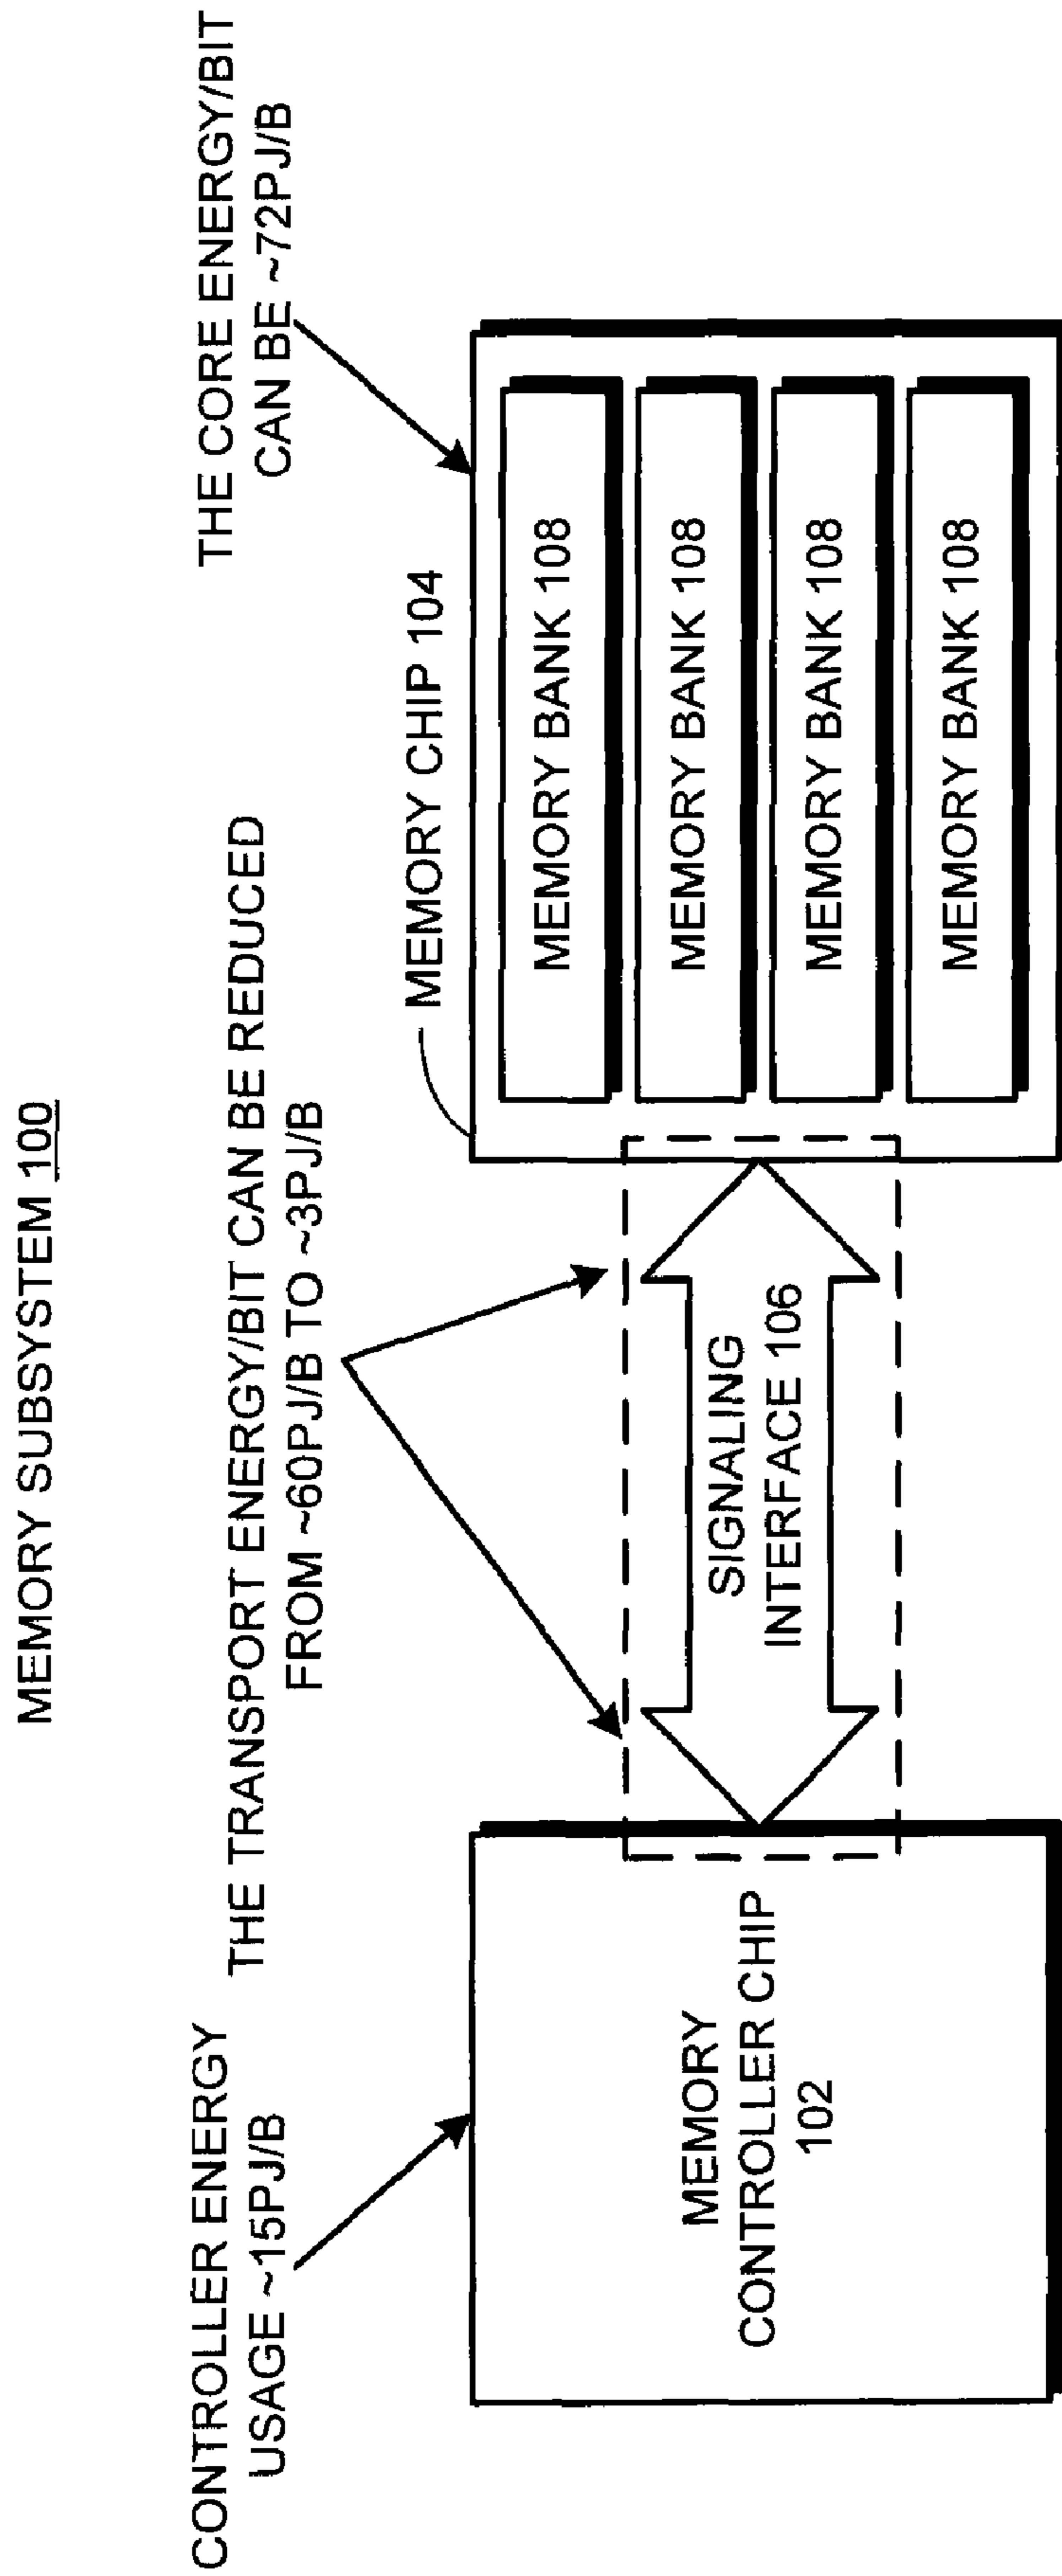 MEMORY SUBSYSTEM 100
CONTROLLER ENERGY
USAGE ~15PJ/B
THE TRANSPORT ENERGY/BIT CAN BE REDUCED
FROM ~60PJ/B TO ~3PJ/B
THE CORE ENERGY/BIT
CAN BE ~72PJ/B
MEMORY CHIP 104
MEMORY
CONTROLLER CHIP
102
SIGNALING
INTERFACE 106
MEMORY BANK 108
MEMORY BANK 108
MEMORY BANK 108
MEMORY BANK 108